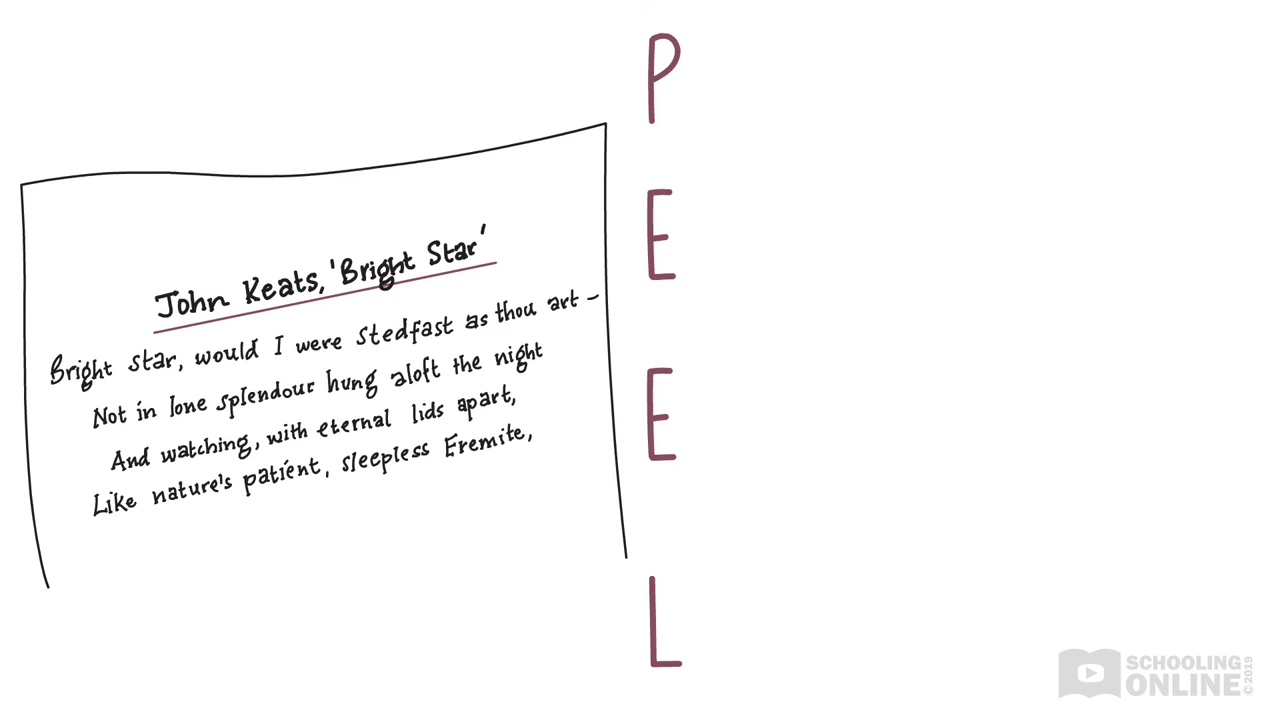 John Keats, 'Bright Star'
Bright star, would I were stedfast as thou art –
Not in lone splendour hung aloft the night
And watching, with eternal lids apart,
Like nature's patient, sleepless Eremite,
P
E
E
L
SCHOOLING
ONLINE
©2019